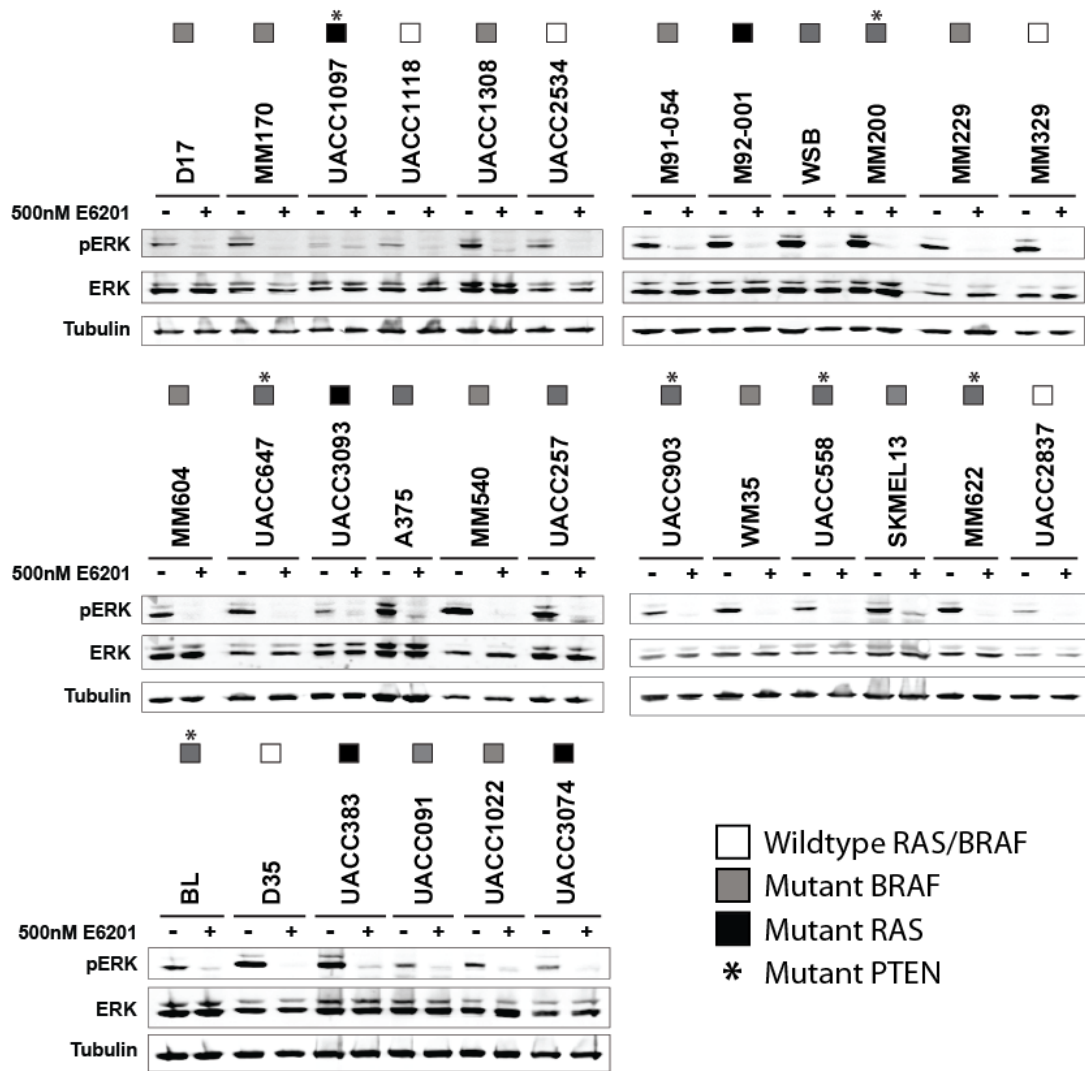 * *
D17 MM170 UACC1097 UACC1118 UACC1308 UACC2534 M91-054 M92-001 WSB MM200 MM229 MM329
500nM E6201 - + - + - + - + - + - + - + - + - + - + - + - +
pERK
ERK
Tubulin
* * * *
MM604 UACC647 UACC3093 A375 MM540 UACC257 UACC903 WM35 UACC558 SKMEL13 MM622 UACC2837
500nM E6201 - + - + - + - + - + - + - + - + - + - + - + - +
pERK
ERK
Tubulin
*
BL D35 UACC383 UACC091 UACC1022 UACC3074
500nM E6201 - + - + - + - + - + - +
pERK
ERK
Tubulin
Wildtype RAS/BRAF
Mutant BRAF
Mutant RAS
* Mutant PTEN